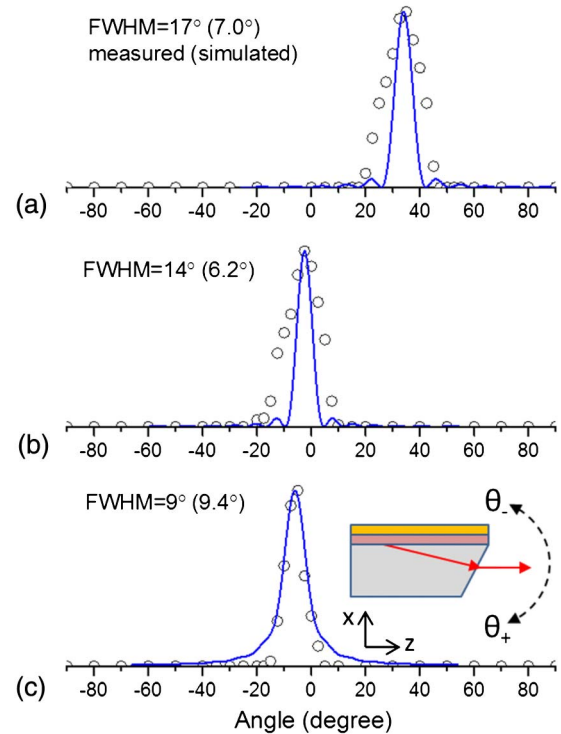 FWHM=17° (7.0°)
measured (simulated)
(a)
-80 -60 -40 -20 0 20 40 60 80
FWHM=14° (6.2°)
(b)
-80 -60 -40 -20 0 20 40 60 80
FWHM=9° (9.4°)
θ-
x
z
θ+
(c)
-80 -60 -40 -20 0 20 40 60 80
Angle (degree)